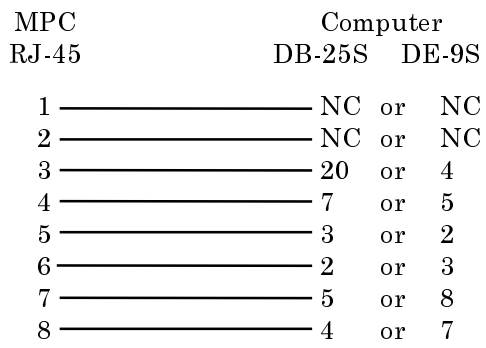 MPC Computer
RJ-45 DB-25S DE-9S
1 NC or NC
2 NC or NC
3 20 or 4
4 7 or 5
5 3 or 2
6 2 or 3
7 5 or 8
8 4 or 7